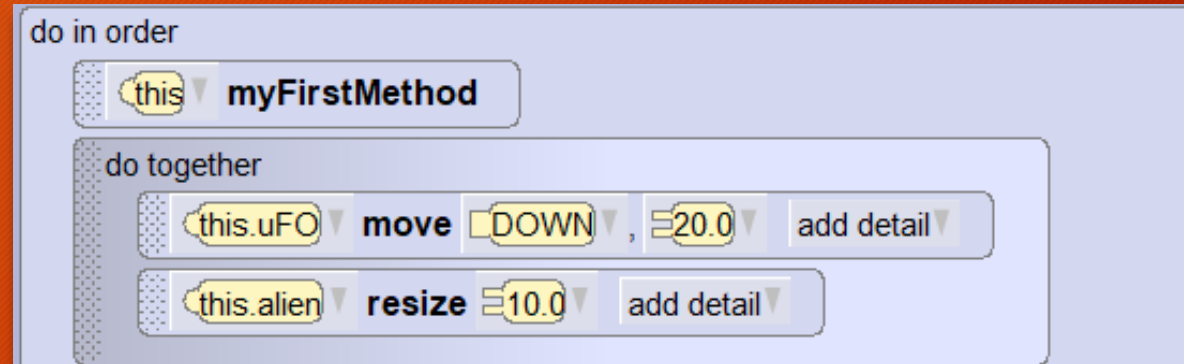 do in order
this myFirstMethod
do together
this.uFO move DOWN , 20.0 add detail
this.alien resize 10.0 add detail